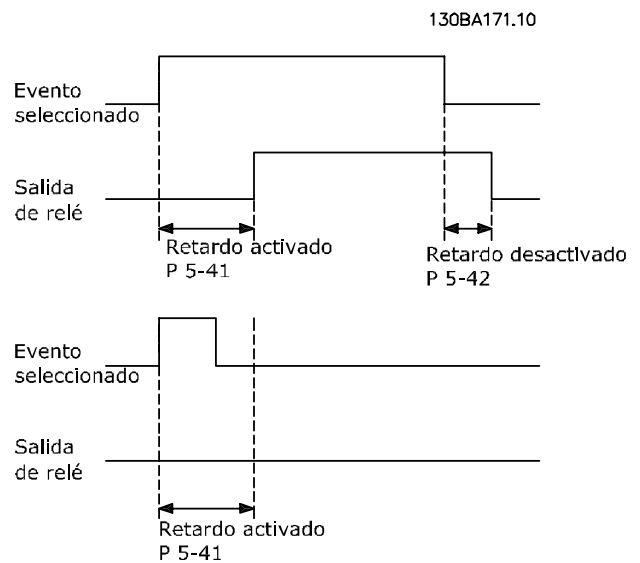 130BA171.10
Evento
seleccionado
Salida
de relé
Retardo activado
P 5-41
Retardo desactivado
P 5-42
Evento
seleccionado
Salida
de relé
Retardo activado
P 5-41